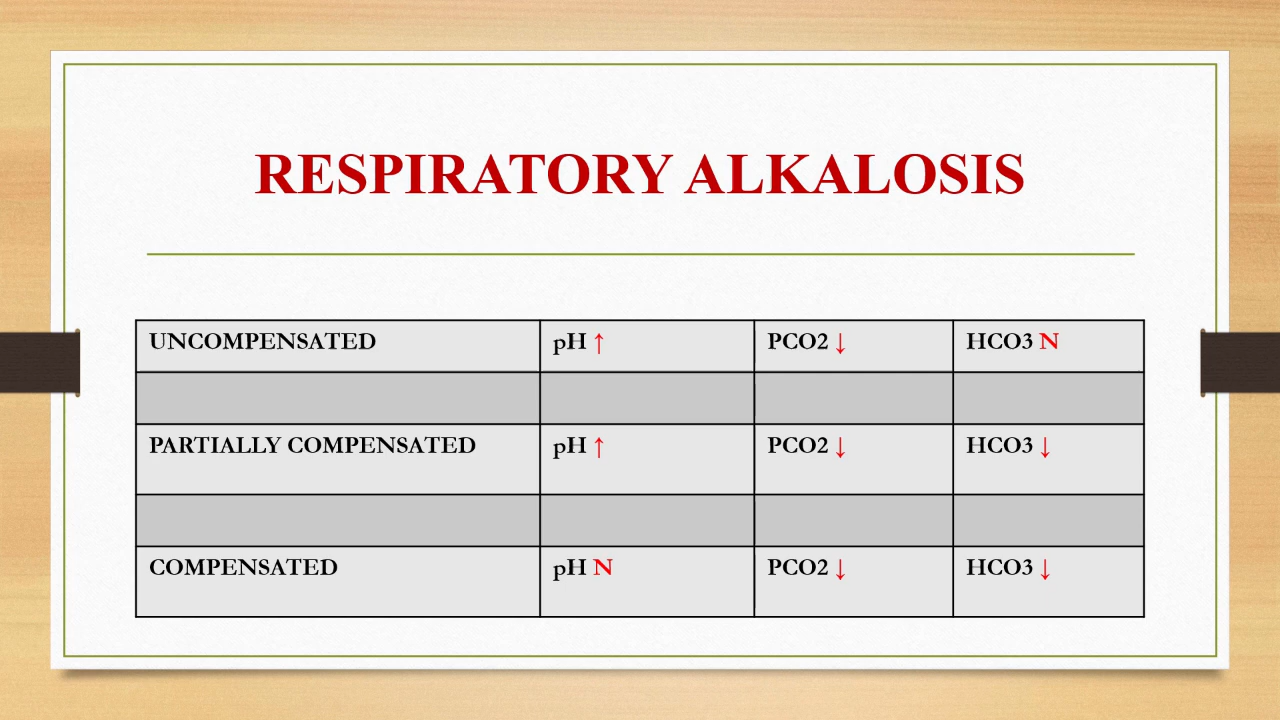 RESPIRATORY ALKALOSIS
UNCOMPENSATED pH ↑ PCO2 ↓ HCO3 N
PARTIALLY COMPENSATED pH ↑ PCO2 ↓ HCO3 ↓
COMPENSATED pH N PCO2 ↓ HCO3 ↓